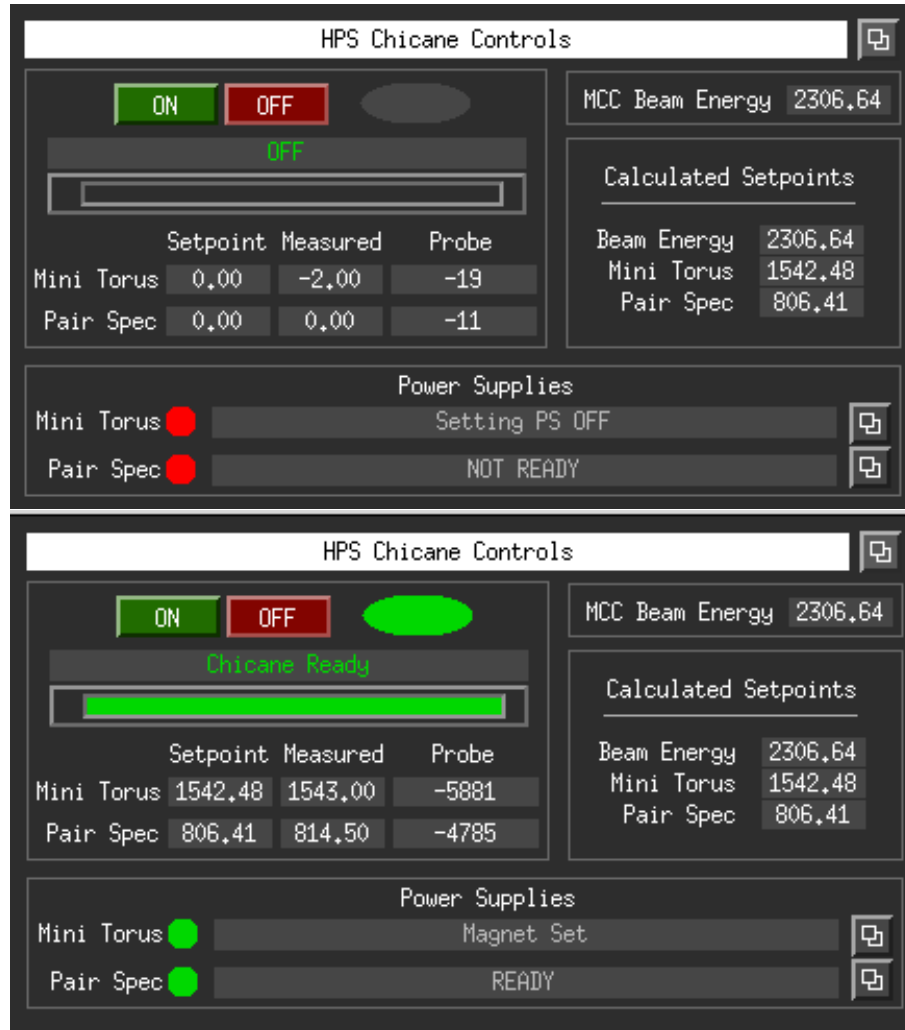 HPS Chicane Controls
ON OFF
MCC Beam Energy 2306.64
OFF
Calculated Setpoints
Setpoint Measured Probe
Beam Energy 2306.64
Mini Torus 0.00 -2.00 -19
Mini Torus 1542.48
Pair Spec 0.00 0.00 -11
Pair Spec 806.41
Power Supplies
Mini Torus Setting PS OFF
Pair Spec NOT READY
HPS Chicane Controls
ON OFF
MCC Beam Energy 2306.64
Chicane Ready
Calculated Setpoints
Setpoint Measured Probe
Beam Energy 2306.64
Mini Torus 1542.48 1543.00 -5881
Mini Torus 1542.48
Pair Spec 806.41 814.50 -4785
Pair Spec 806.41
Power Supplies
Mini Torus Magnet Set
Pair Spec READY